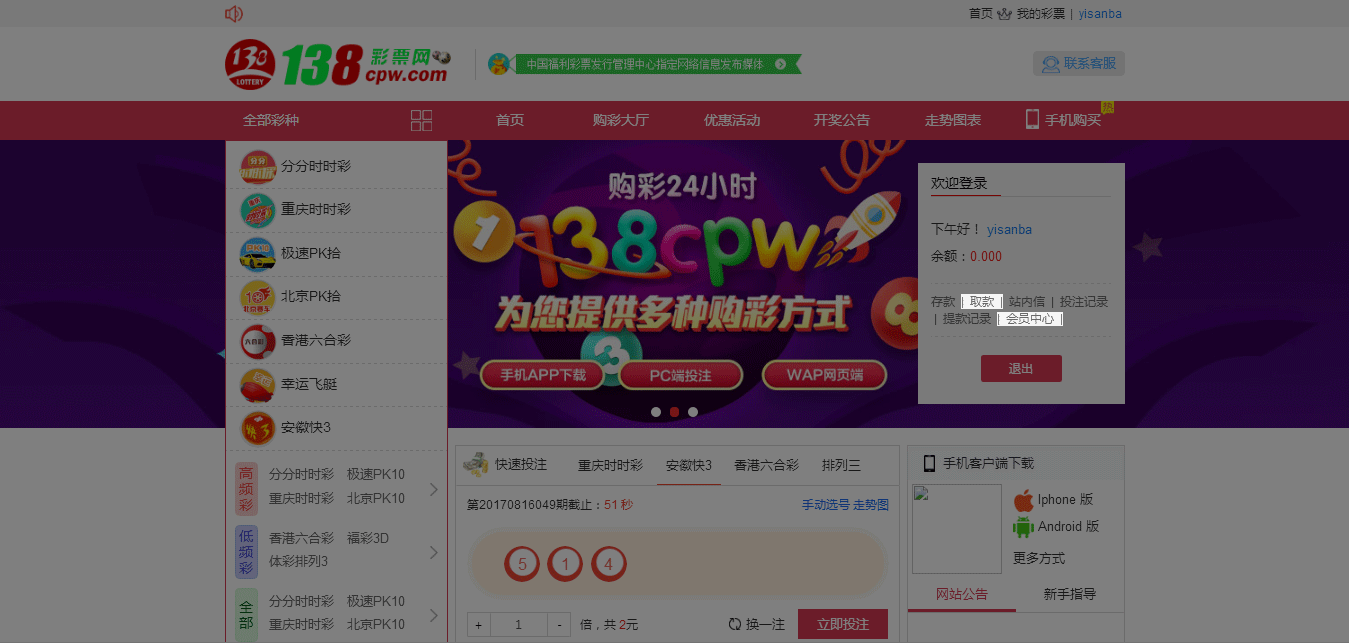 首页 我的彩票 | yisanba
138 LOTTERY 138彩票网 cpw.com
中国福利彩票发行管理中心指定网络信息发布媒体
联系客服
全部彩种 首页 购彩大厅 优惠活动 开奖公告 走势图表 手机购买
分分时时彩
重庆时时彩
极速PK拾
北京PK拾
香港六合彩
幸运飞艇
安徽快3
高频彩
分分时时彩 极速PK10
重庆时时彩 北京PK10
低频彩
香港六合彩 福彩3D
体彩排列3
全部
分分时时彩 极速PK10
重庆时时彩 北京PK10
购彩24小时
1 138cpw
为您提供多种购彩方式
3 8
手机APP下载 PC端投注 WAP网页端
欢迎登录
下午好！ yisanba
余额：0.000
存款 | 取款 | 站内信 | 投注记录
| 提款记录 | 会员中心 |
退出
快速投注 重庆时时彩 安徽快3 香港六合彩 排列三
第20170816049期截止：51 秒 手动选号 走势图
5 1 4
+ 1 - 倍，共 2元 换一注 立即投注
手机客户端下载
Iphone 版
Android 版
更多方式
网站公告 新手指导